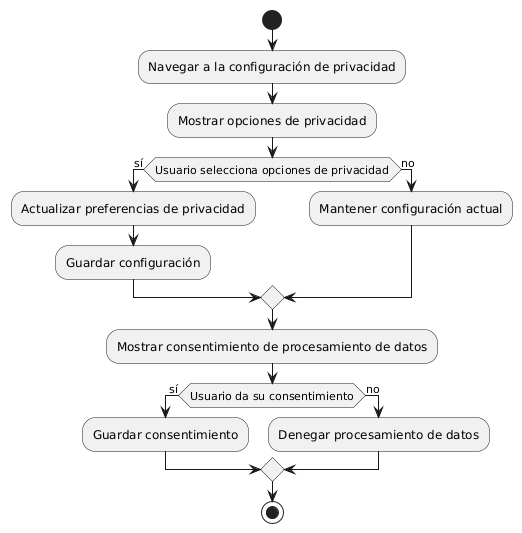 Navegar a la configuración de privacidad
Mostrar opciones de privacidad
sí
Usuario selecciona opciones de privacidad
no
Actualizar preferencias de privacidad
Mantener configuración actual
Guardar configuración
Mostrar consentimiento de procesamiento de datos
sí
Usuario da su consentimiento
no
Guardar consentimiento
Denegar procesamiento de datos